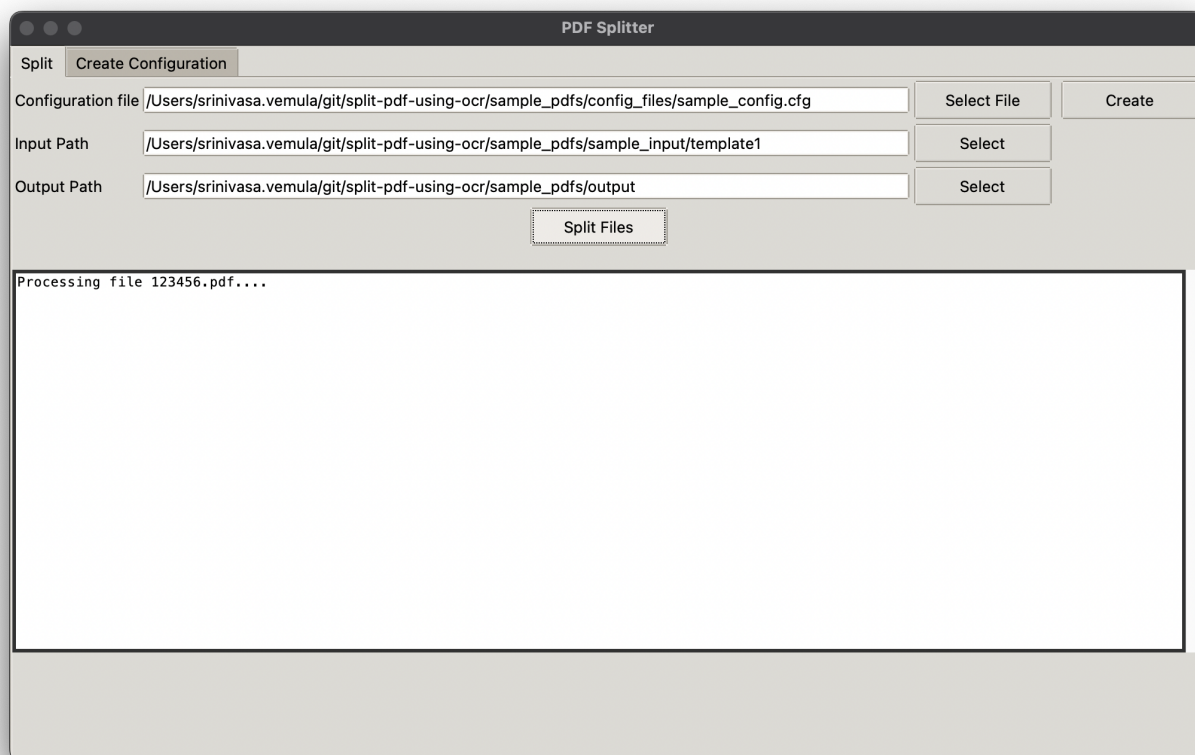 PDF Splitter
Split Create Configuration
Configuration file /Users/srinivasa.vemula/git/split-pdf-using-ocr/sample_pdfs/config_files/sample_config.cfg Select File Create
Input Path /Users/srinivasa.vemula/git/split-pdf-using-ocr/sample_pdfs/sample_input/template1 Select
Output Path /Users/srinivasa.vemula/git/split-pdf-using-ocr/sample_pdfs/output Select
Split Files
Processing file 123456.pdf....